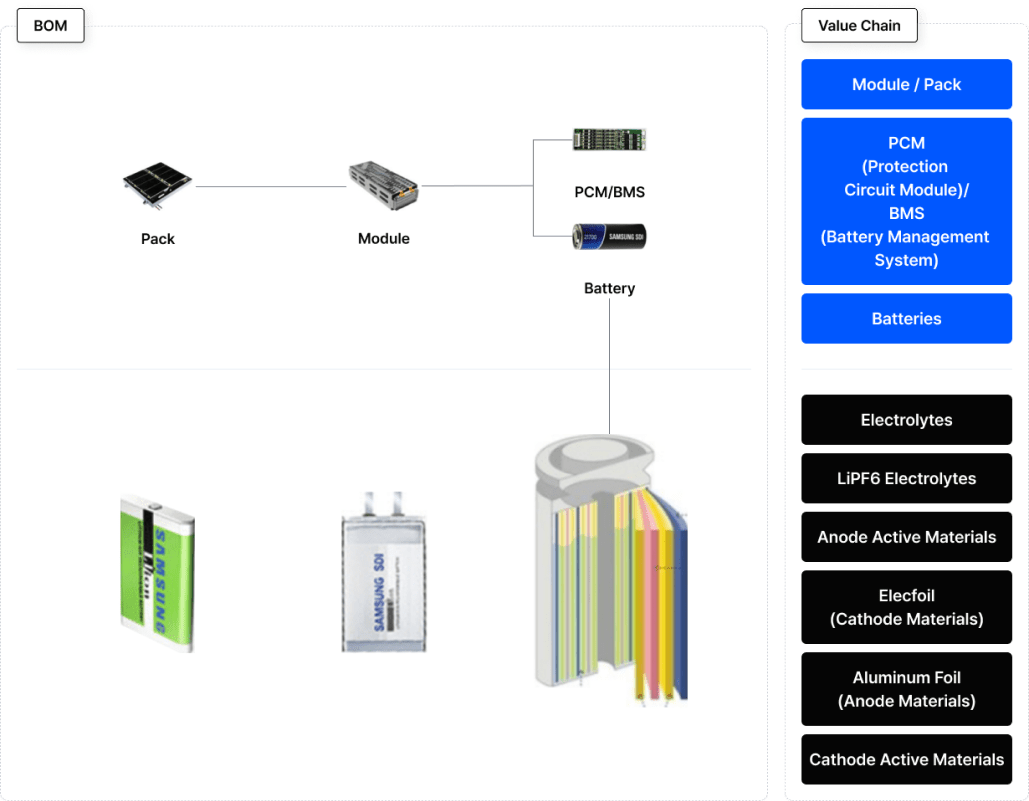 BOM
Pack
Module
PCM/BMS
21700
SAMSUNG SDI
Battery
SAMSUNG
SAMSUNG SDI
Value Chain
Module / Pack
PCM
(Protection
Circuit Module)/
BMS
(Battery Management
System)
Batteries
Electrolytes
LiPF6 Electrolytes
Anode Active Materials
Elecfoil
(Cathode Materials)
Aluminum Foil
(Anode Materials)
Cathode Active Materials